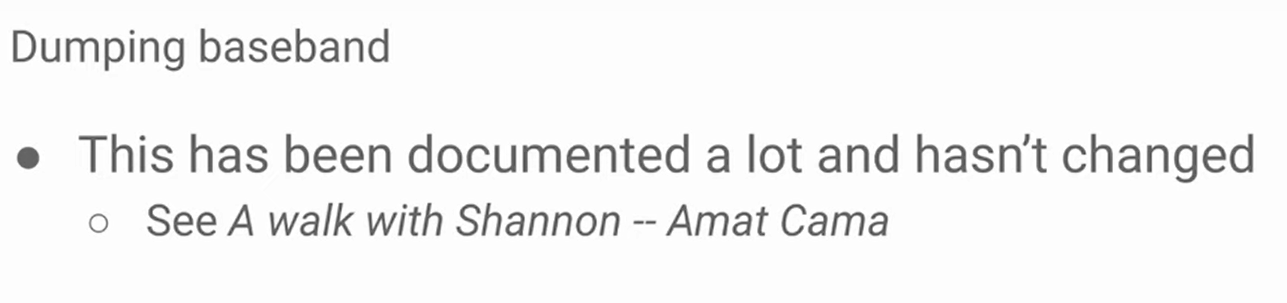 Dumping baseband
● This has been documented a lot and hasn't changed
○ See A walk with Shannon -- Amat Cama